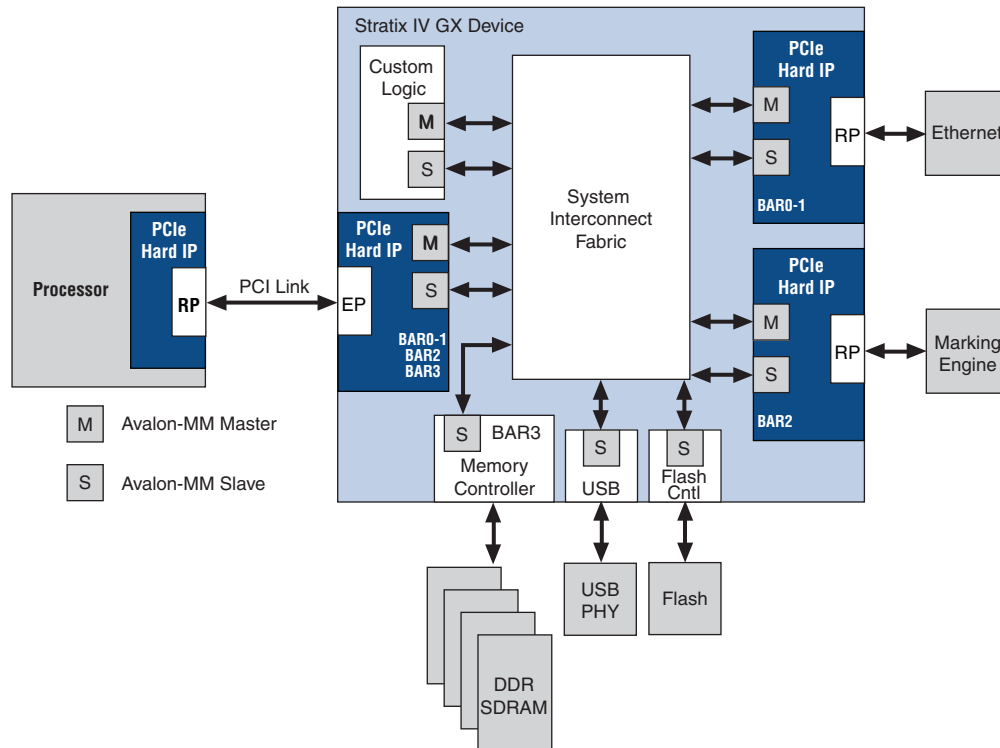 Stratix IV GX Device
Custom
Logic
M
S
System
Interconnect
Fabric
PCIe
Hard IP
M
S
RP
BAR0-1
Ethernet
Processor
PCIe
Hard IP
RP
PCI Link
PCIe
Hard IP
M
S
EP
BAR0-1
BAR2
BAR3
PCIe
Hard IP
M
S
RP
BAR2
Marking
Engine
M
Avalon-MM Master
S
Avalon-MM Slave
S
BAR3
Memory
Controller
S
USB
S
Flash
Cntl
DDR
SDRAM
USB
PHY
Flash